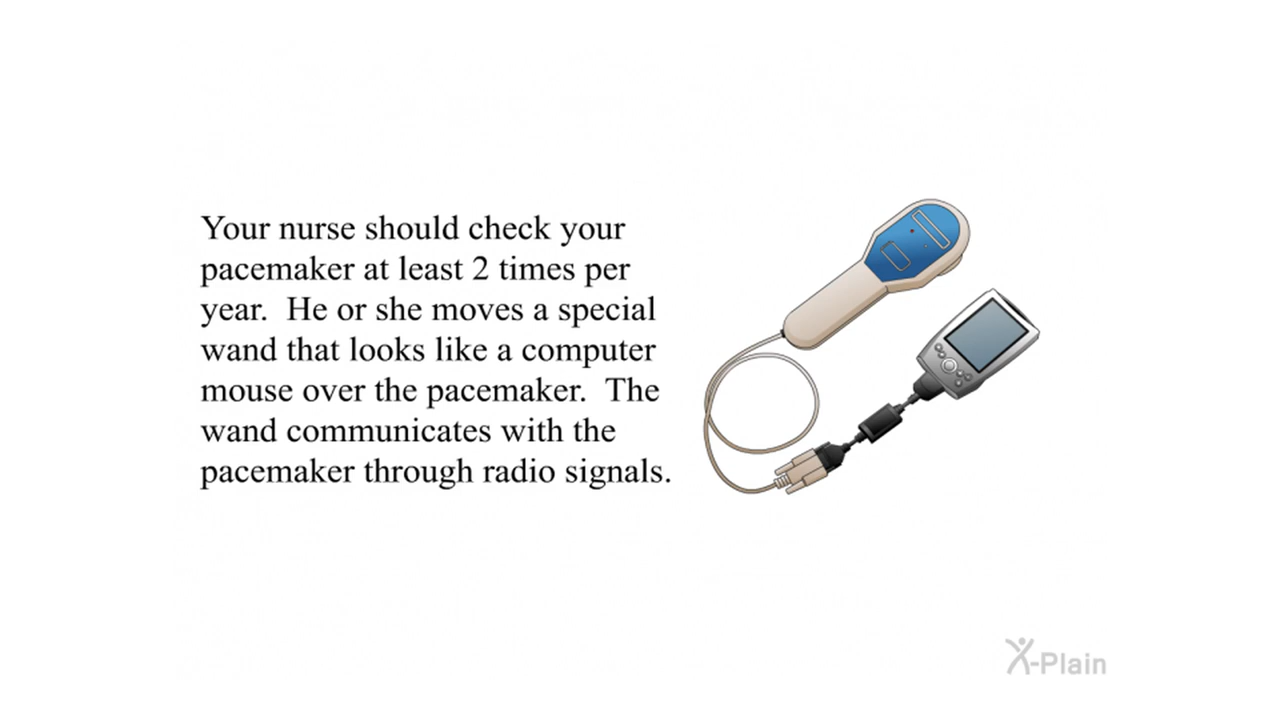 Your nurse should check your
pacemaker at least 2 times per
year.  He or she moves a special
wand that looks like a computer
mouse over the pacemaker.  The
wand communicates with the
pacemaker through radio signals.
X-Plain